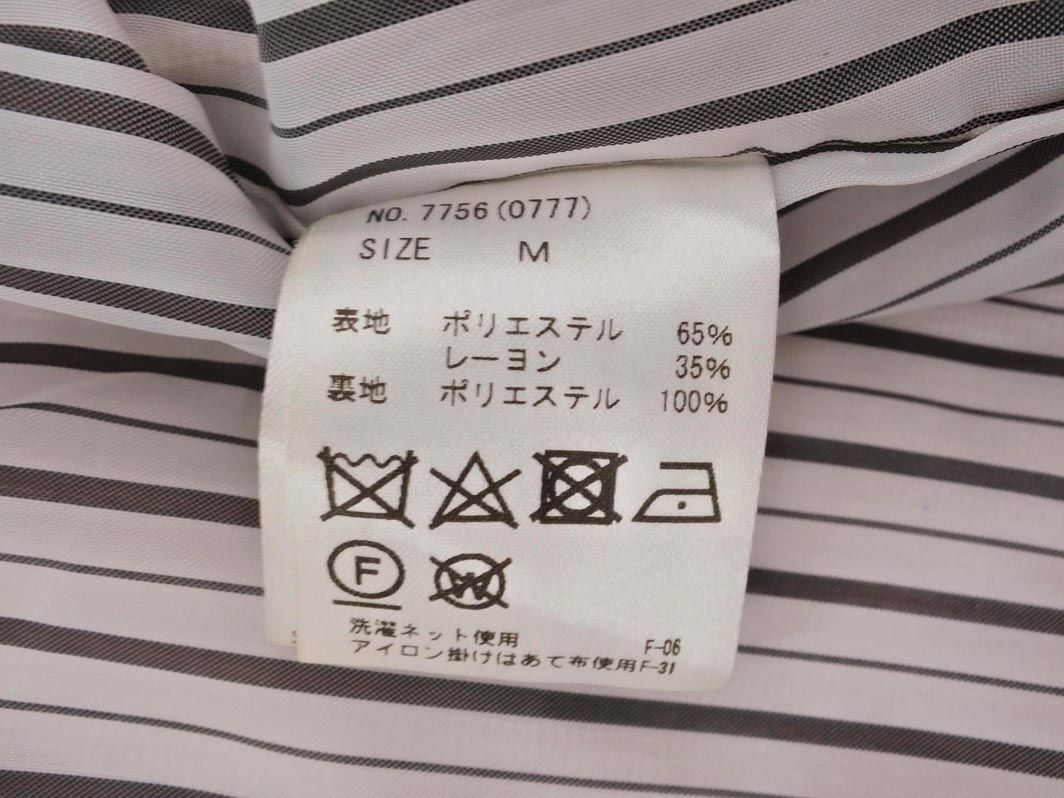 NO. 7756(0777)
SIZE M
表地 ポリエステル 65%
レーヨン 35%
裏地 ポリエステル 100%
F W
洗濯ネット使用 F-06
アイロン掛けはあて布使用F-31